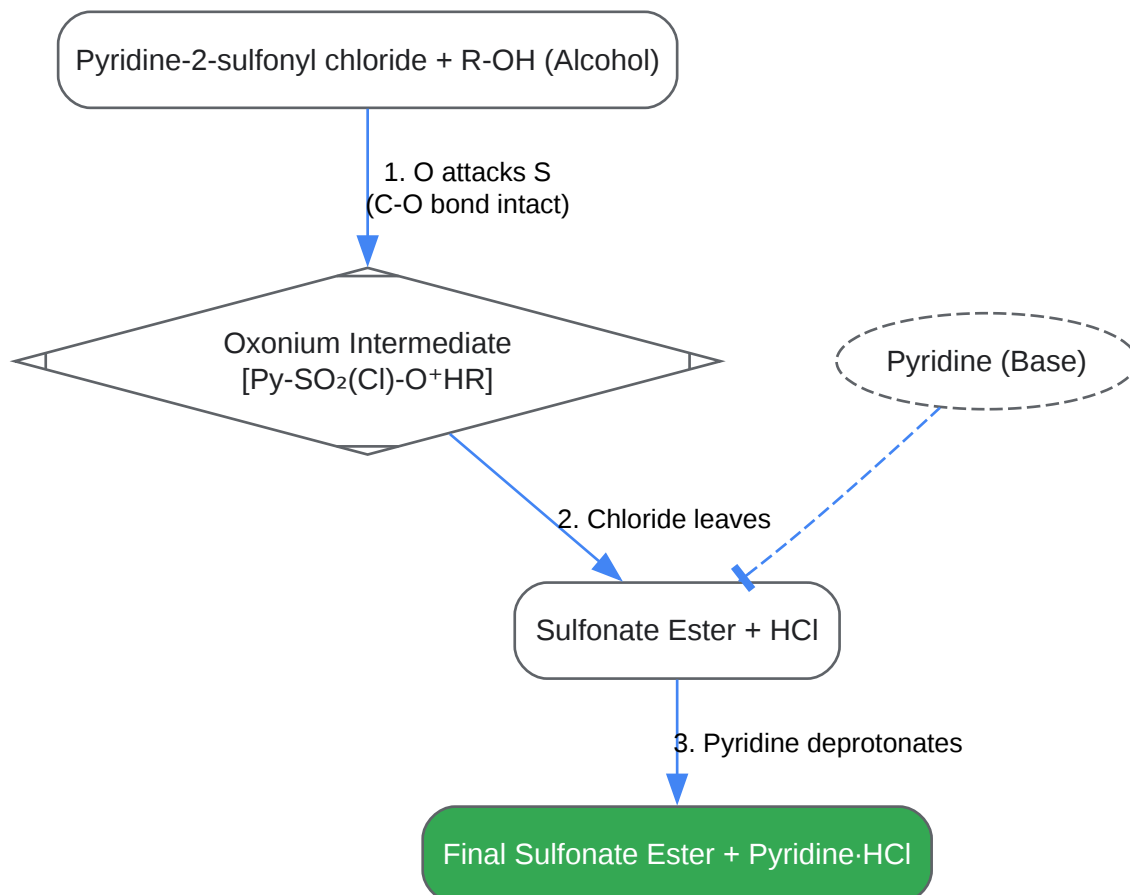 Pyridine-2-sulfonyl chloride + R-OH (Alcohol)
1. O attacks S
(C-O bond intact)
Oxonium Intermediate
[Py-SO₂(Cl)-O⁺HR]
Pyridine (Base)
2. Chloride leaves
Sulfonate Ester + HCl
3. Pyridine deprotonates
Final Sulfonate Ester + Pyridine·HCl